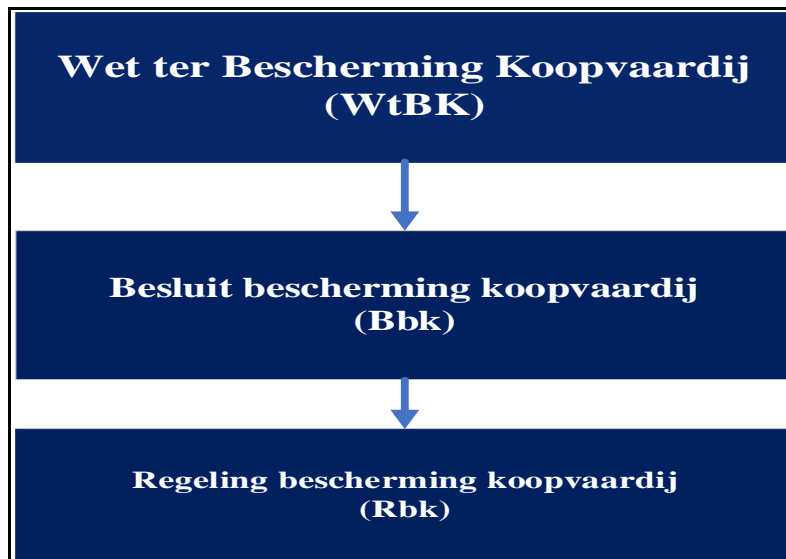 Wet ter Bescherming Koopvaardij
(WtBK)
Besluit bescherming koopvaardij
(Bbk)
Regeling bescherming koopvaardij
(Rbk)